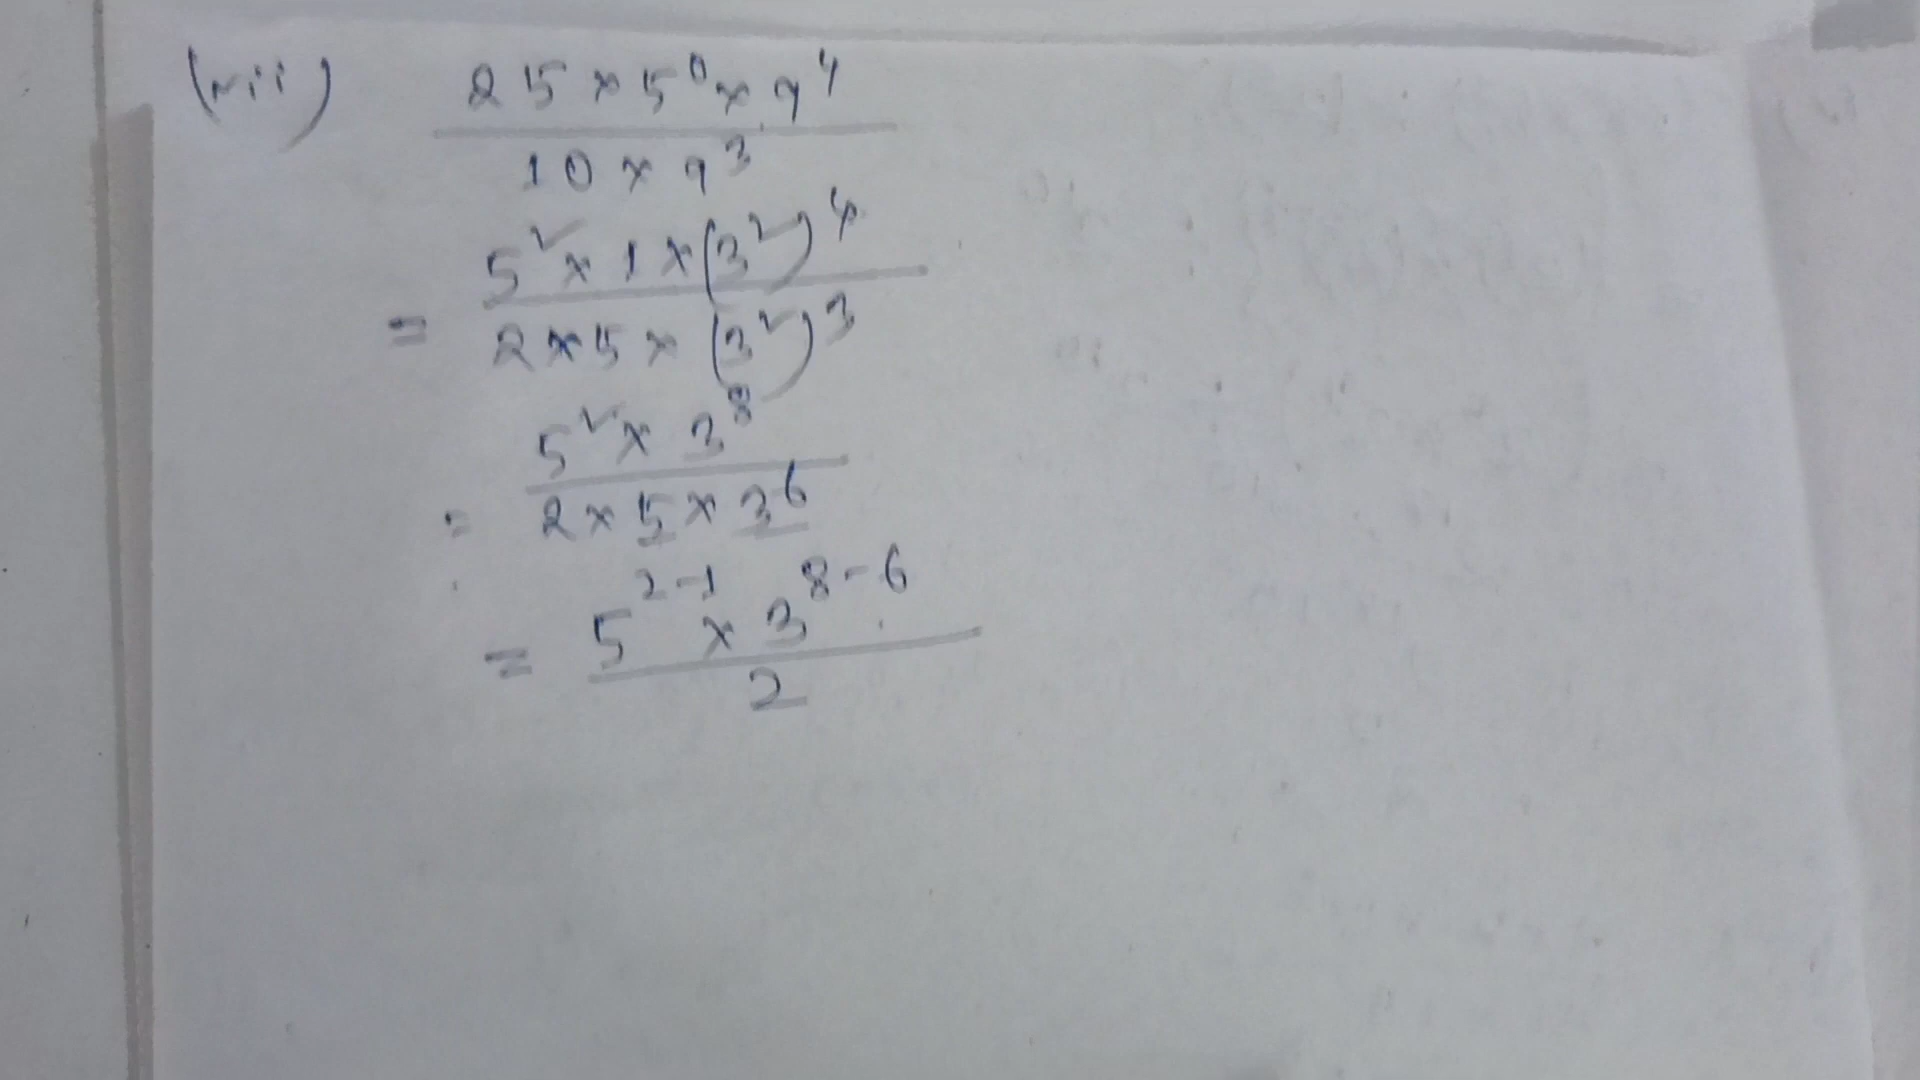 (vii) 25 × 5⁰ × 9⁴
10 × 9³
= 5² × 1 × (3²)⁴
2 × 5 × (3²)³
= 5² × 3⁸
2 × 5 × 3⁶
= 5²⁻¹ × 3⁸⁻⁶
2